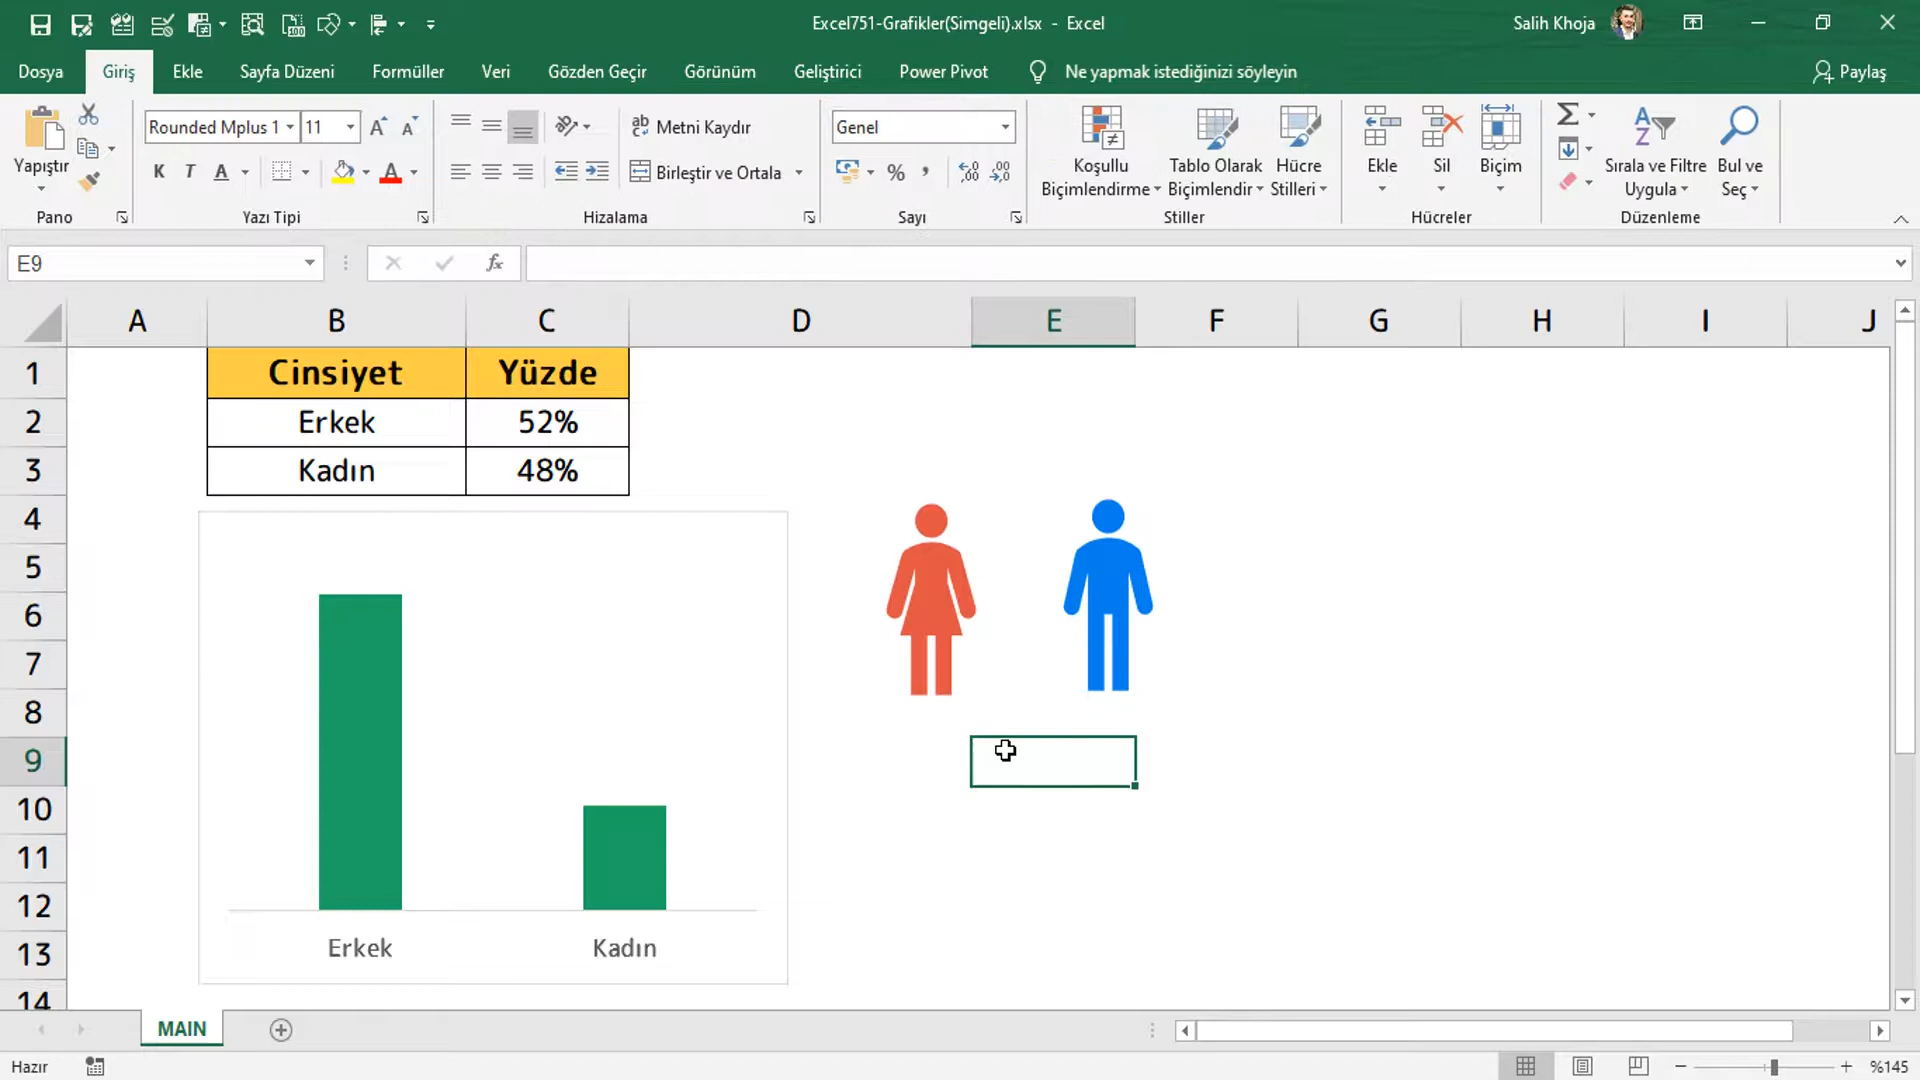 Excel751-Grafikler(Simgeli).xlsx - Excel
Salih Khoja
Dosya Giriş Ekle Sayfa Düzeni Formüller Veri Gözden Geçir Görünüm Geliştirici Power Pivot Ne yapmak istediğinizi söyleyin Paylaş
Yapıştır
Pano
Rounded Mplus 1 11
K T A A
Yazı Tipi
Metni Kaydır
Birleştir ve Ortala
Hizalama
Genel
% ,
Sayı
Koşullu Biçimlendirme
Tablo Olarak Biçimlendir
Hücre Stilleri
Stiller
Ekle
Sil
Biçim
Hücreler
Sırala ve Filtre Uygula
Bul ve Seç
Düzenleme
E9
fx
A B C D E F G H I J
1 Cinsiyet Yüzde
2 Erkek 52%
3 Kadın 48%
4
5
6
7
8
9
10
11
12
13
14
Erkek Kadın
MAIN
Hazır
%145